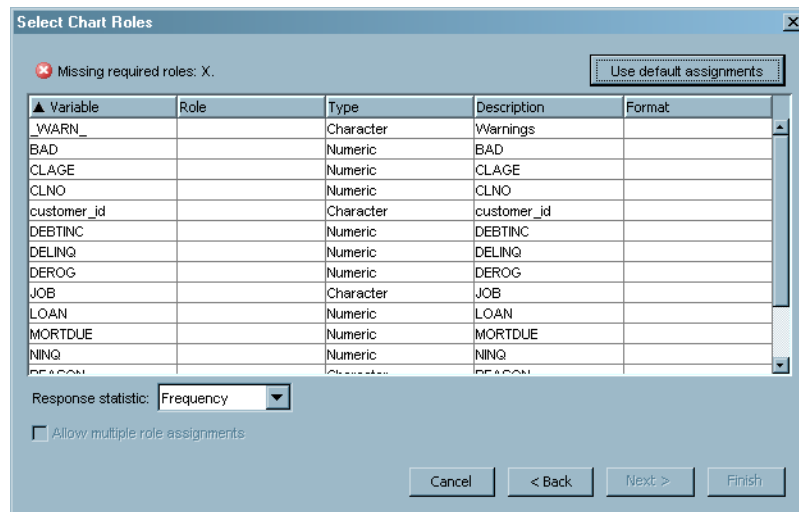 Select Chart Roles
Missing required roles: X.
Use default assignments
Variable Role Type Description Format
_WARN_ Character Warnings
BAD Numeric BAD
CLAGE Numeric CLAGE
CLNO Numeric CLNO
customer_id Character customer_id
DEBTINC Numeric DEBTINC
DELINQ Numeric DELINQ
DEROG Numeric DEROG
JOB Character JOB
LOAN Numeric LOAN
MORTDUE Numeric MORTDUE
NINQ Numeric NINQ
REASON Character REASON
Response statistic: Frequency
Allow multiple role assignments
Cancel < Back Next > Finish